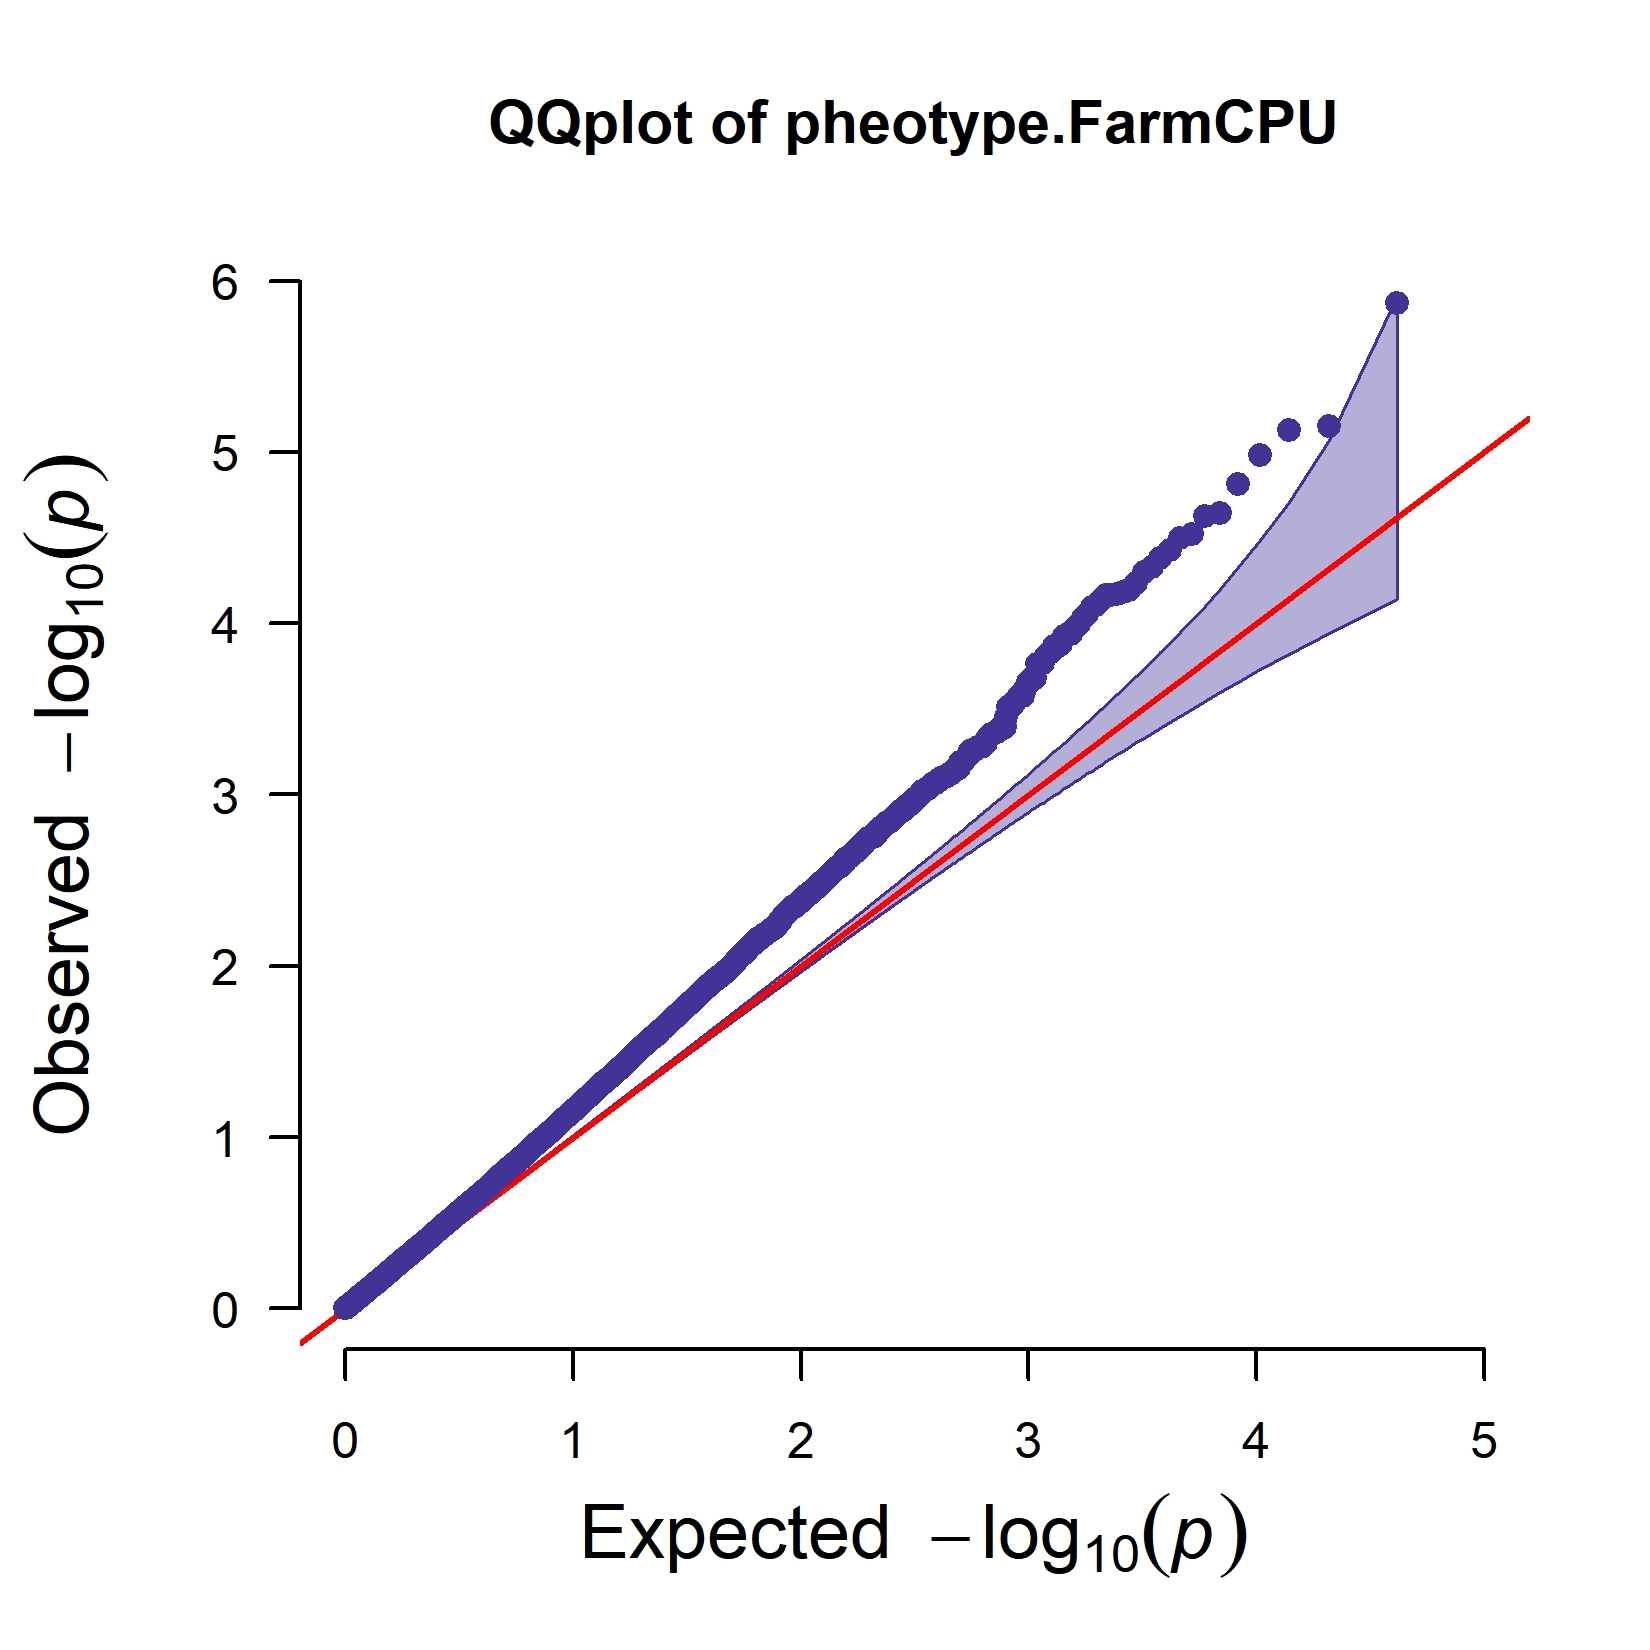 QQplot of pheotype.FarmCPU
6
5
4
3
2
1
0
Observed −log₁₀(p)
0 1 2 3 4 5
Expected −log₁₀(p)